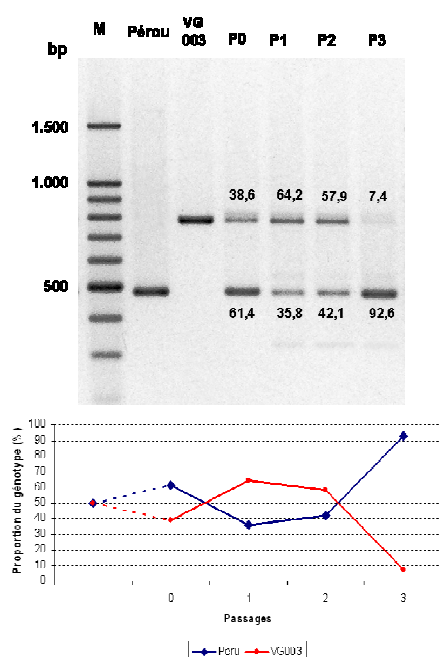 M Pérou VG 003 P0 P1 P2 P3
bp
1.500
1.000
500
38,6 64,2 57,9 7,4
61,4 35,8 42,1 92,6
Proportion du génotype (%)
100
90
80
70
60
50
40
30
20
10
0
0 1 2 3
Passages
Peru VG003